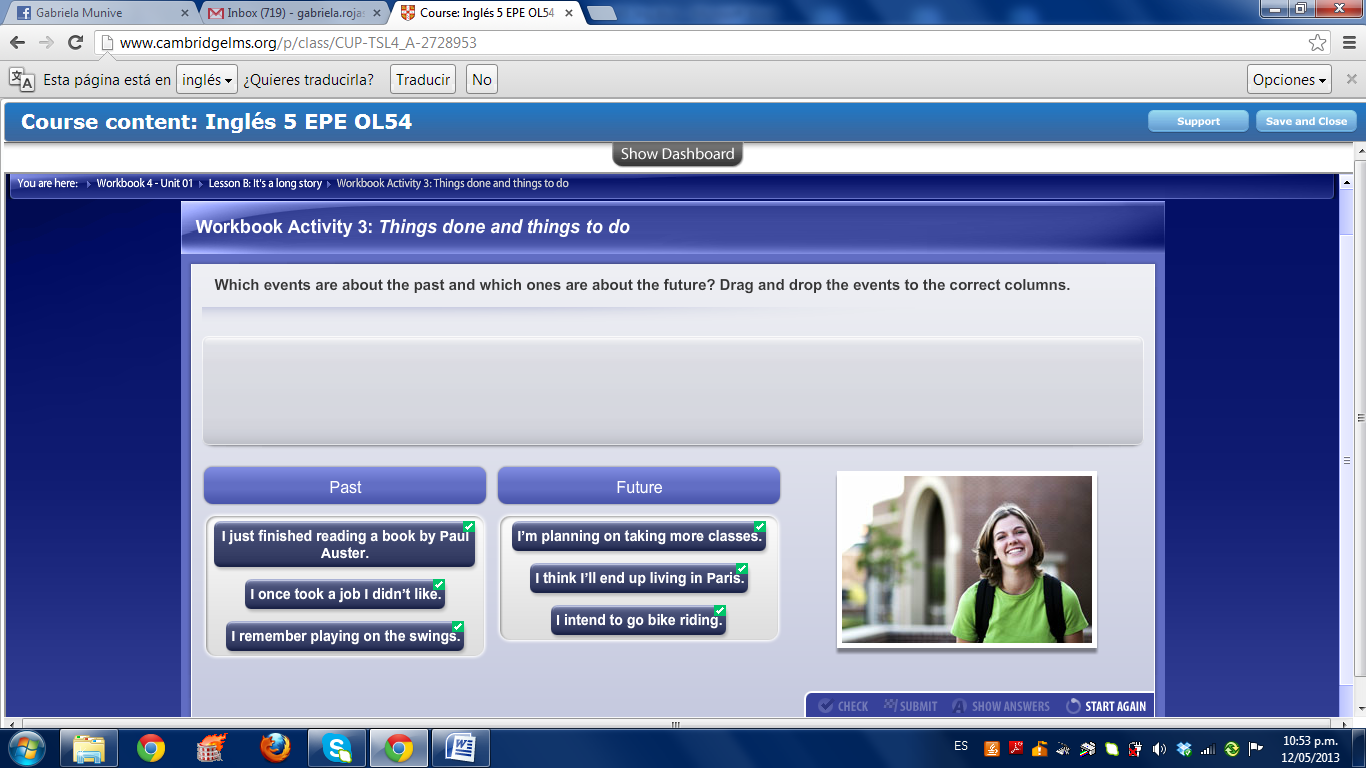 Gabriela Munive
Inbox (719) - gabriela.rojas
Course: Inglés 5 EPE OL54
www.cambridgelms.org/p/class/CUP-TSL4_A-2728953
Esta página está en inglés ¿Quieres traducirla? Traducir No Opciones
Course content: Inglés 5 EPE OL54
Support
Save and Close
Show Dashboard
You are here: Workbook 4 - Unit 01 Lesson B: It's a long story Workbook Activity 3: Things done and things to do
Workbook Activity 3: Things done and things to do
Which events are about the past and which ones are about the future? Drag and drop the events to the correct columns.
Past
I just finished reading a book by Paul
Auster.
I once took a job I didn't like.
I remember playing on the swings.
Future
I'm planning on taking more classes.
I think I'll end up living in Paris.
I intend to go bike riding.
CHECK SUBMIT SHOW ANSWERS START AGAIN
ES
10:53 p.m.
12/05/2013